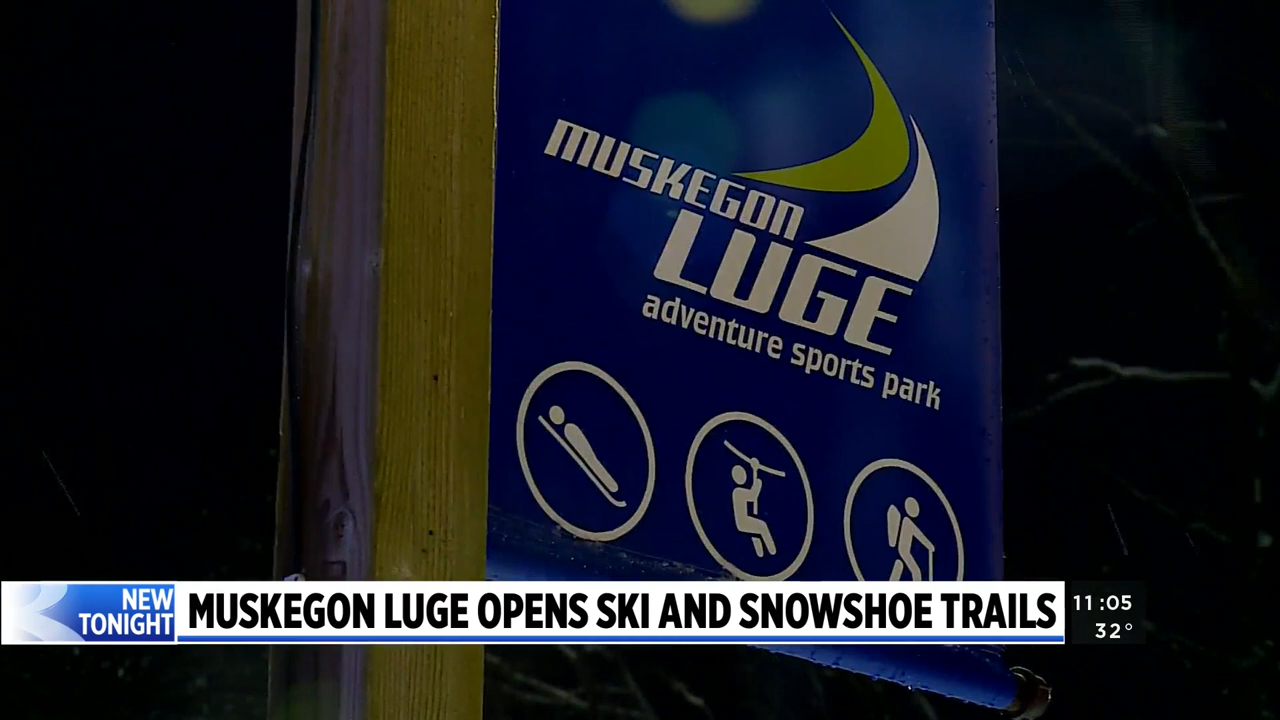 MUSKEGON
LUGE
adventure sports park
NEW
TONIGHT
MUSKEGON LUGE OPENS SKI AND SNOWSHOE TRAILS
11:05
32°